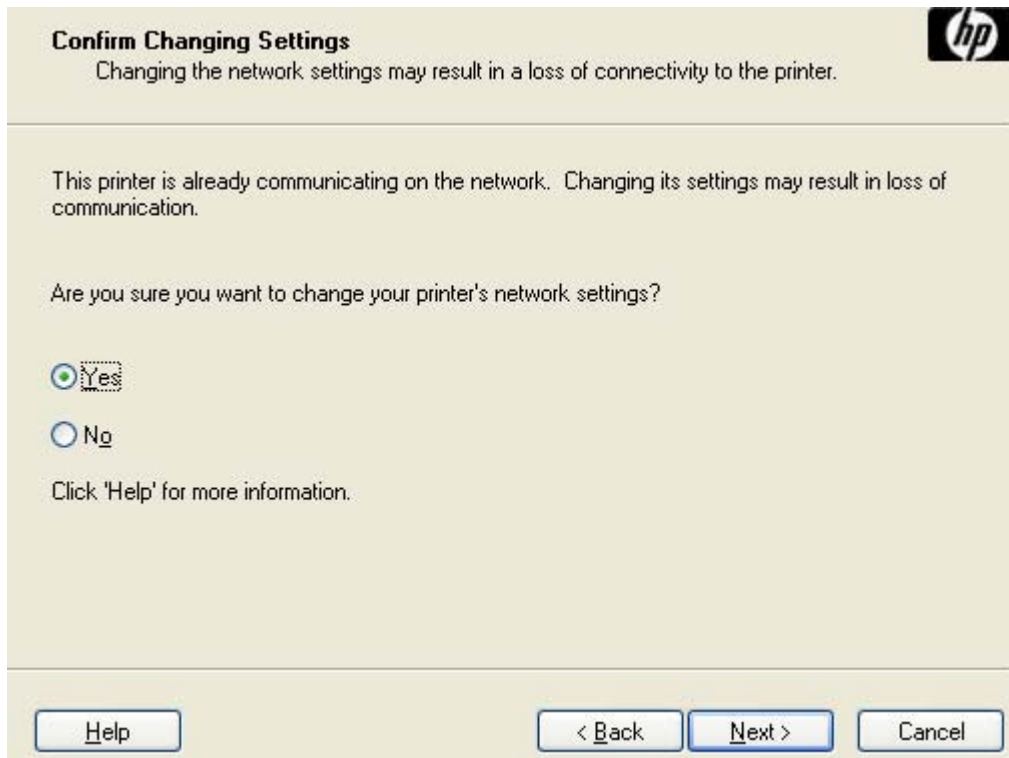 Confirm Changing Settings
hp
Changing the network settings may result in a loss of connectivity to the printer.
This printer is already communicating on the network. Changing its settings may result in loss of
communication.
Are you sure you want to change your printer's network settings?
Yes
No
Click 'Help' for more information.
Help
< Back
Next >
Cancel